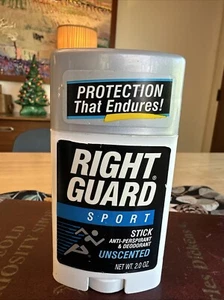 PROTECTION
That Endures!
RIGHT
GUARD®
SPORT
STICK
ANTI-PERSPIRANT
& DEODORANT
UNSCENTED
NET WT. 2.0 OZ.